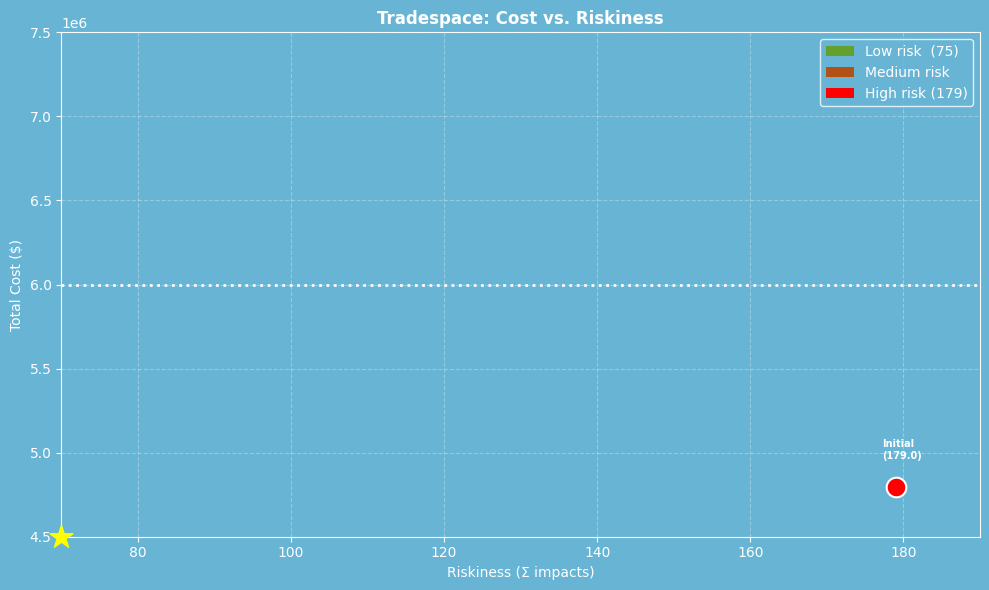 Tradespace: Cost vs. Riskiness
1e6
7.5
7.0
6.5
6.0
5.5
5.0
4.5
Total Cost ($)
Low risk  (75)
Medium risk
High risk (179)
Initial
(179.0)
80
100
120
140
160
180
Riskiness (Σ impacts)